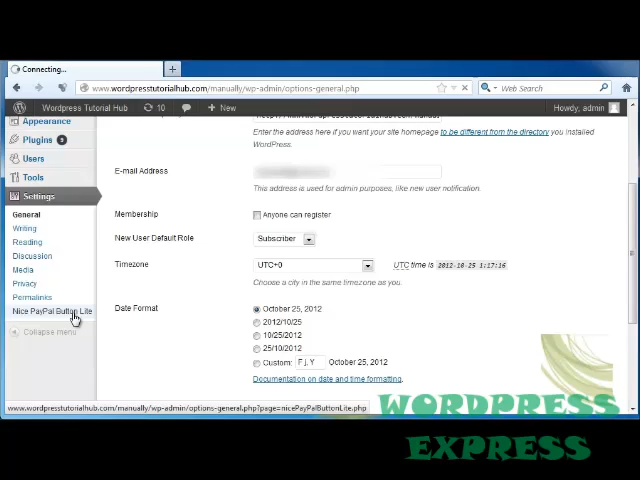 Connecting...
www.wordpresstutorialhub.com/manually/wp-admin/options-general.php
Web Search
Wordpress Tutorial Hub
10
+ New
Howdy, admin
Appearance
Plugins 9
Users
Tools
Settings
General
Writing
Reading
Discussion
Media
Privacy
Permalinks
Nice PayPal Button Lite
Collapse menu
Enter the address here if you want your site homepage to be different from the directory you installed
WordPress.
E-mail Address
This address is used for admin purposes, like new user notification.
Membership
Anyone can register
New User Default Role
Subscriber
Timezone
UTC+0
UTC time is 2012-10-25 1:17:16
Choose a city in the same timezone as you.
Date Format
October 25, 2012
2012/10/25
10/25/2012
25/10/2012
Custom: F j, Y October 25, 2012
Documentation on date and time formatting.
www.wordpresstutorialhub.com/manually/wp-admin/options-general.php?page=nicePayPalButtonLite.php
WORDPRESS
EXPRESS